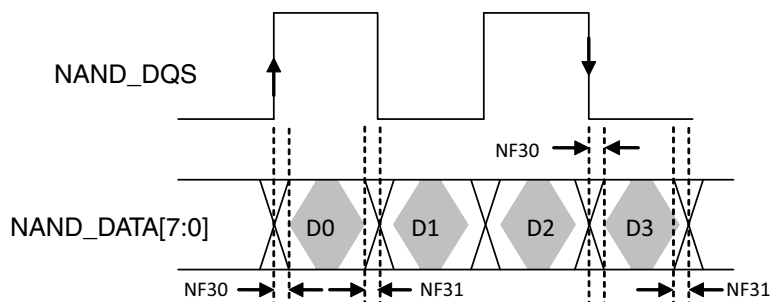 NAND_DQS
NF30
NAND_DATA[7:0]
D0 D1 D2 D3
NF30 NF31 NF31